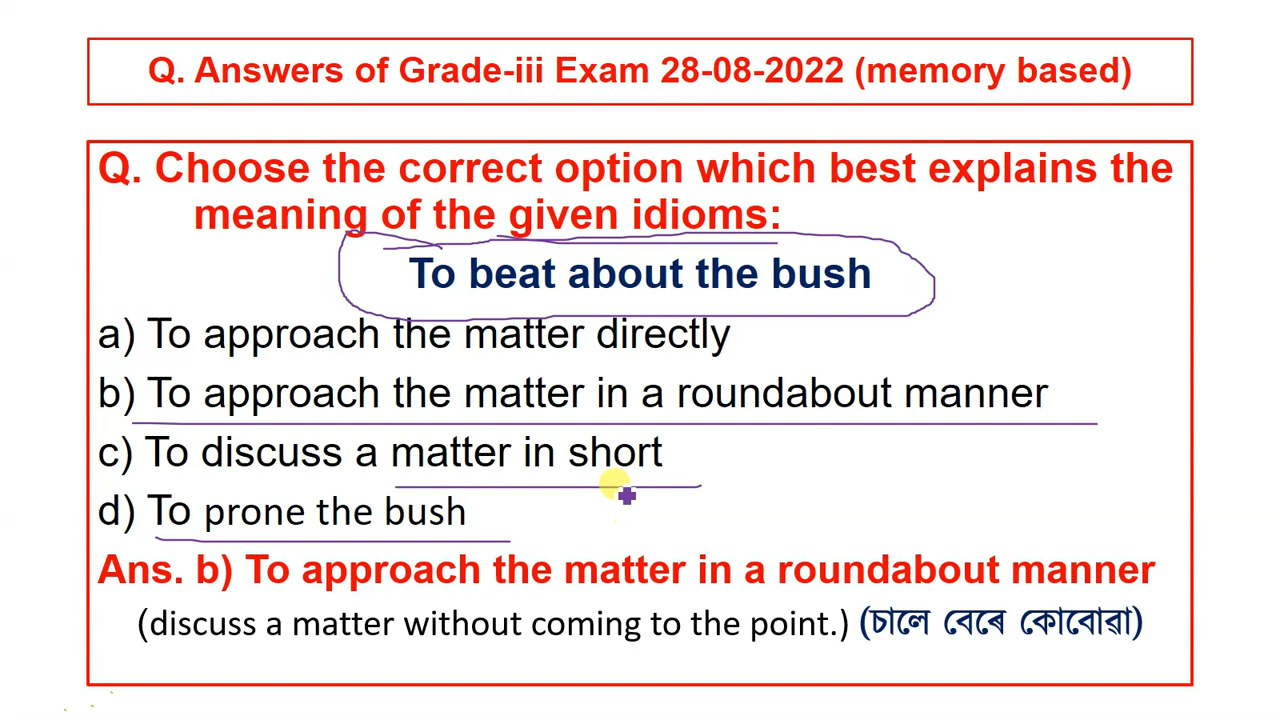 Q. Answers of Grade-iii Exam 28-08-2022 (memory based)
Q. Choose the correct option which best explains the
meaning of the given idioms:
To beat about the bush
a) To approach the matter directly
b) To approach the matter in a roundabout manner
c) To discuss a matter in short
d) To prone the bush
Ans. b) To approach the matter in a roundabout manner
(discuss a matter without coming to the point.) (চালে বেৰে কোবোৱা)